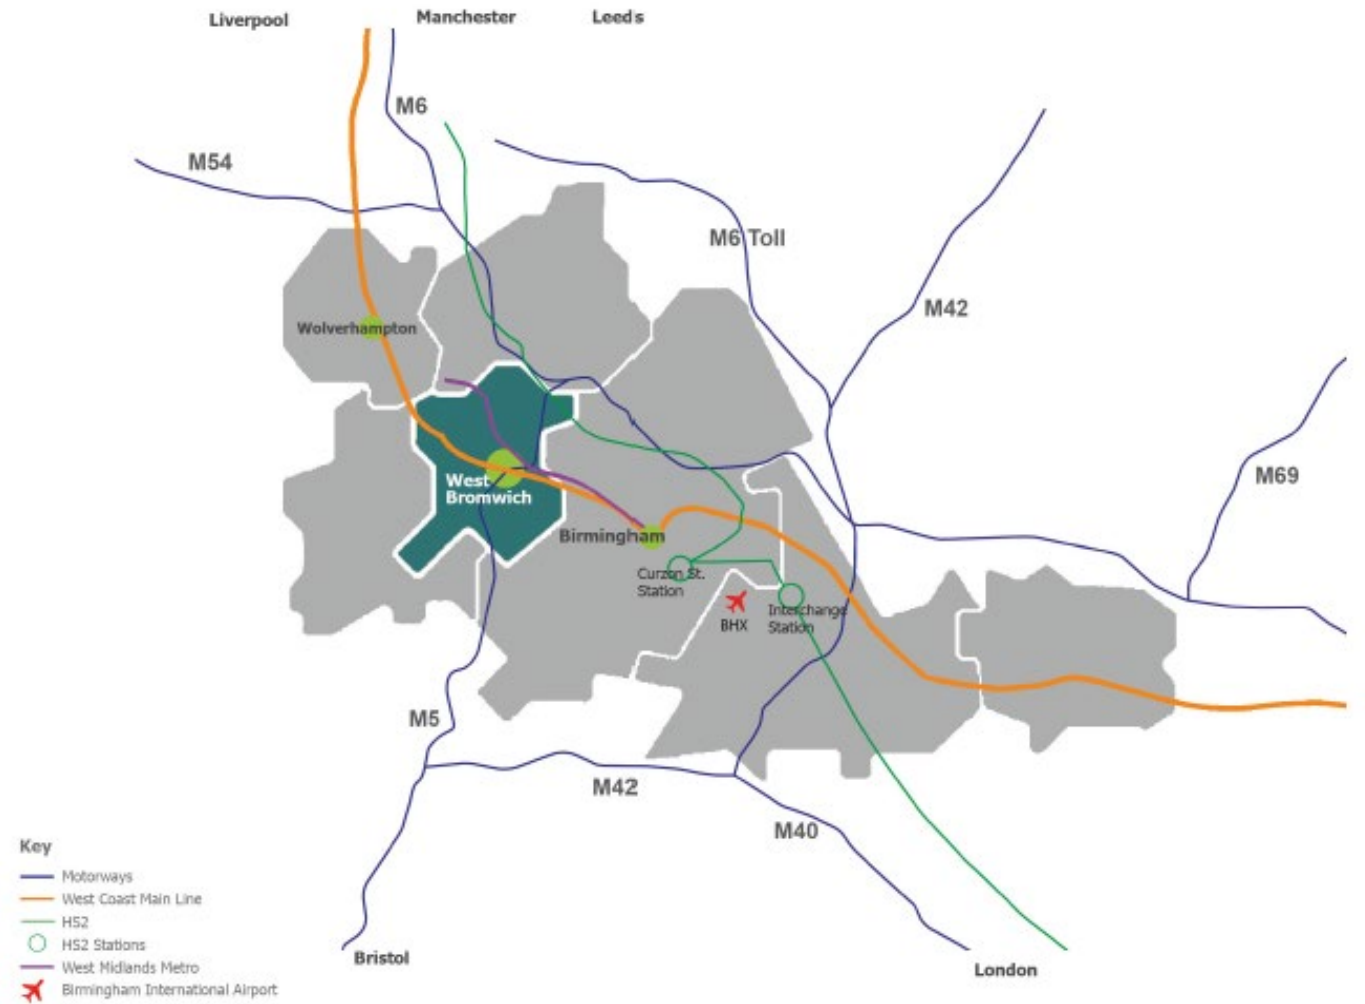 Liverpool
Manchester
Leeds
M6
M54
M6 Toll
M42
Wolverhampton
M69
West
Bromwich
Birmingham
Curzon St.
Station
Interchange
Station
BHX
M5
M42
M40
Key
Motorways
West Coast Main Line
HS2
HS2 Stations
West Midlands Metro
Birmingham International Airport
Bristol
London